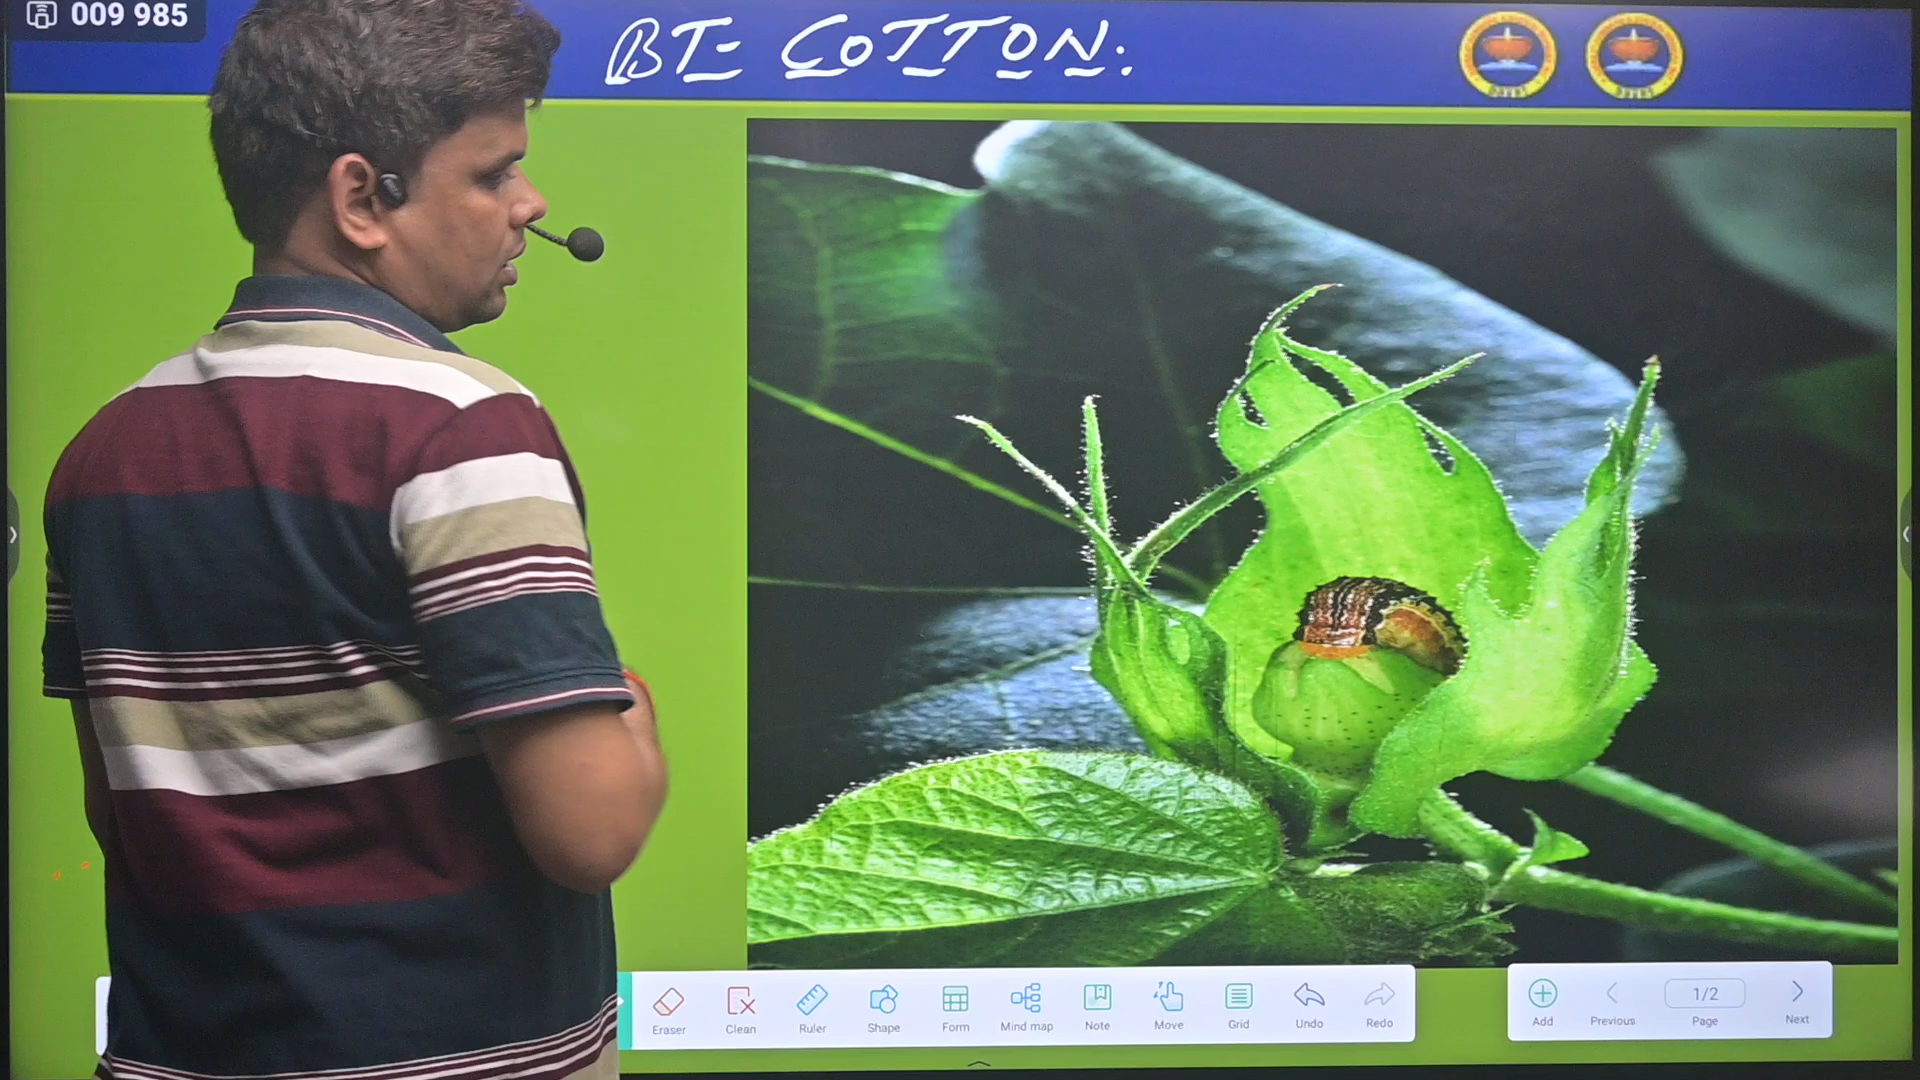 009 985
BT- COTTON:
Eraser
Clean
Ruler
Shape
Form
Mind map
Note
Move
Grid
Undo
Redo
Add
Previous
1/2
Page
Next